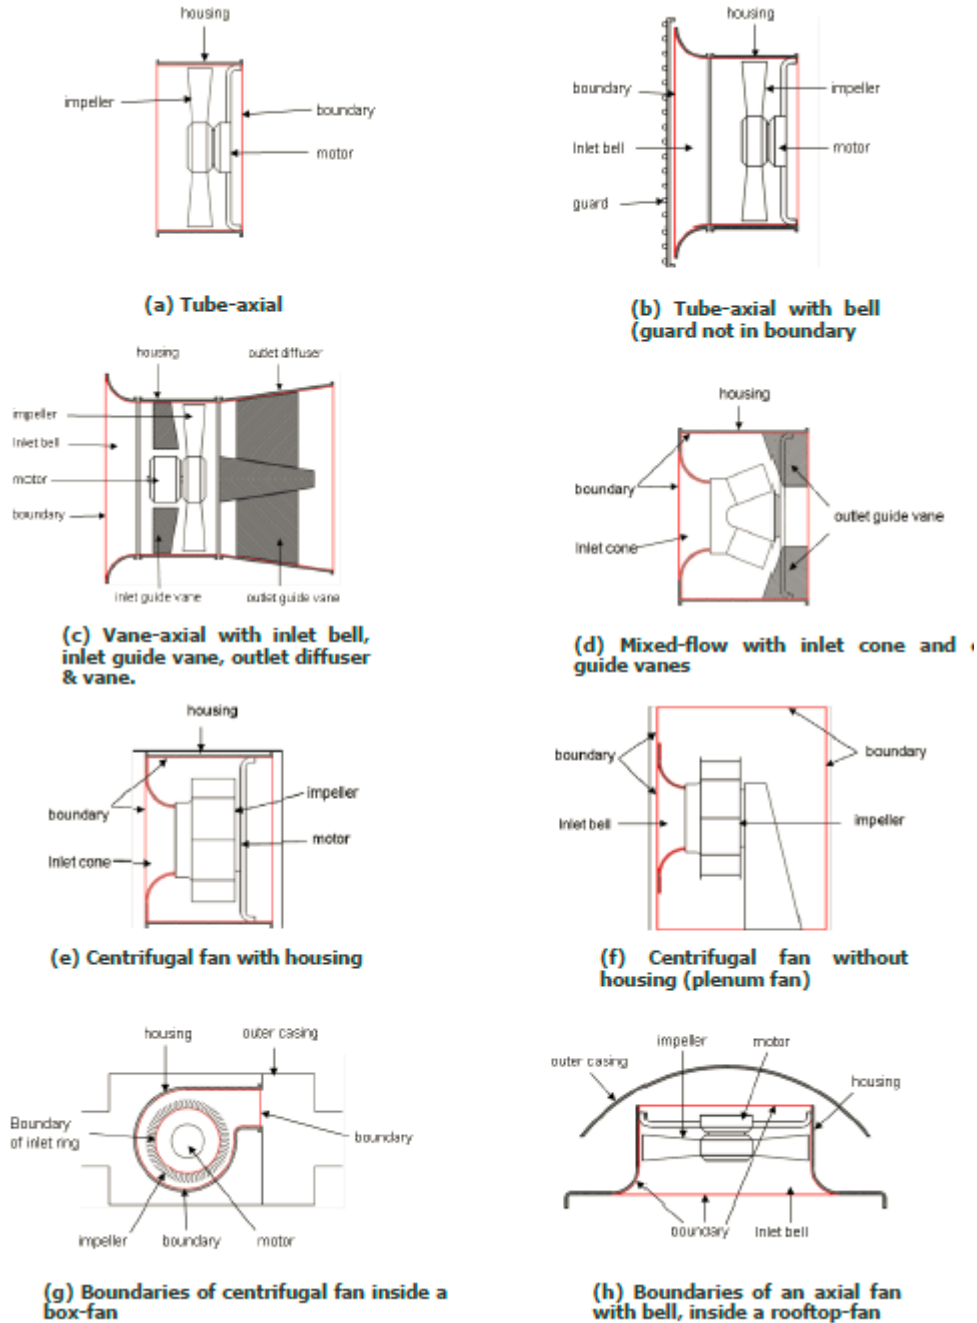 housing
impeller
boundary
motor
(a) Tube-axial
housing
boundary
impeller
Inlet bell
motor
guard
(b) Tube-axial with bell
(guard not in boundary
housing
outlet diffuser
impeller
Inlet bell
motor
boundary
inlet guide vane
outlet guide vane
(c) Vane-axial with inlet bell,
inlet guide vane, outlet diffuser
& vane.
housing
boundary
outlet guide vane
Inlet cone
(d) Mixed-flow with inlet cone and
guide vanes
housing
impeller
boundary
motor
Inlet cone
(e) Centrifugal fan with housing
boundary
boundary
Inlet bell
impeller
(f) Centrifugal fan without
housing (plenum fan)
housing
outer casing
Boundary
of inlet ring
boundary
impeller
boundary
motor
(g) Boundaries of centrifugal fan inside a
box-fan
impeller
motor
outer casing
housing
boundary
Inlet bell
(h) Boundaries of an axial fan
with bell, inside a rooftop-fan